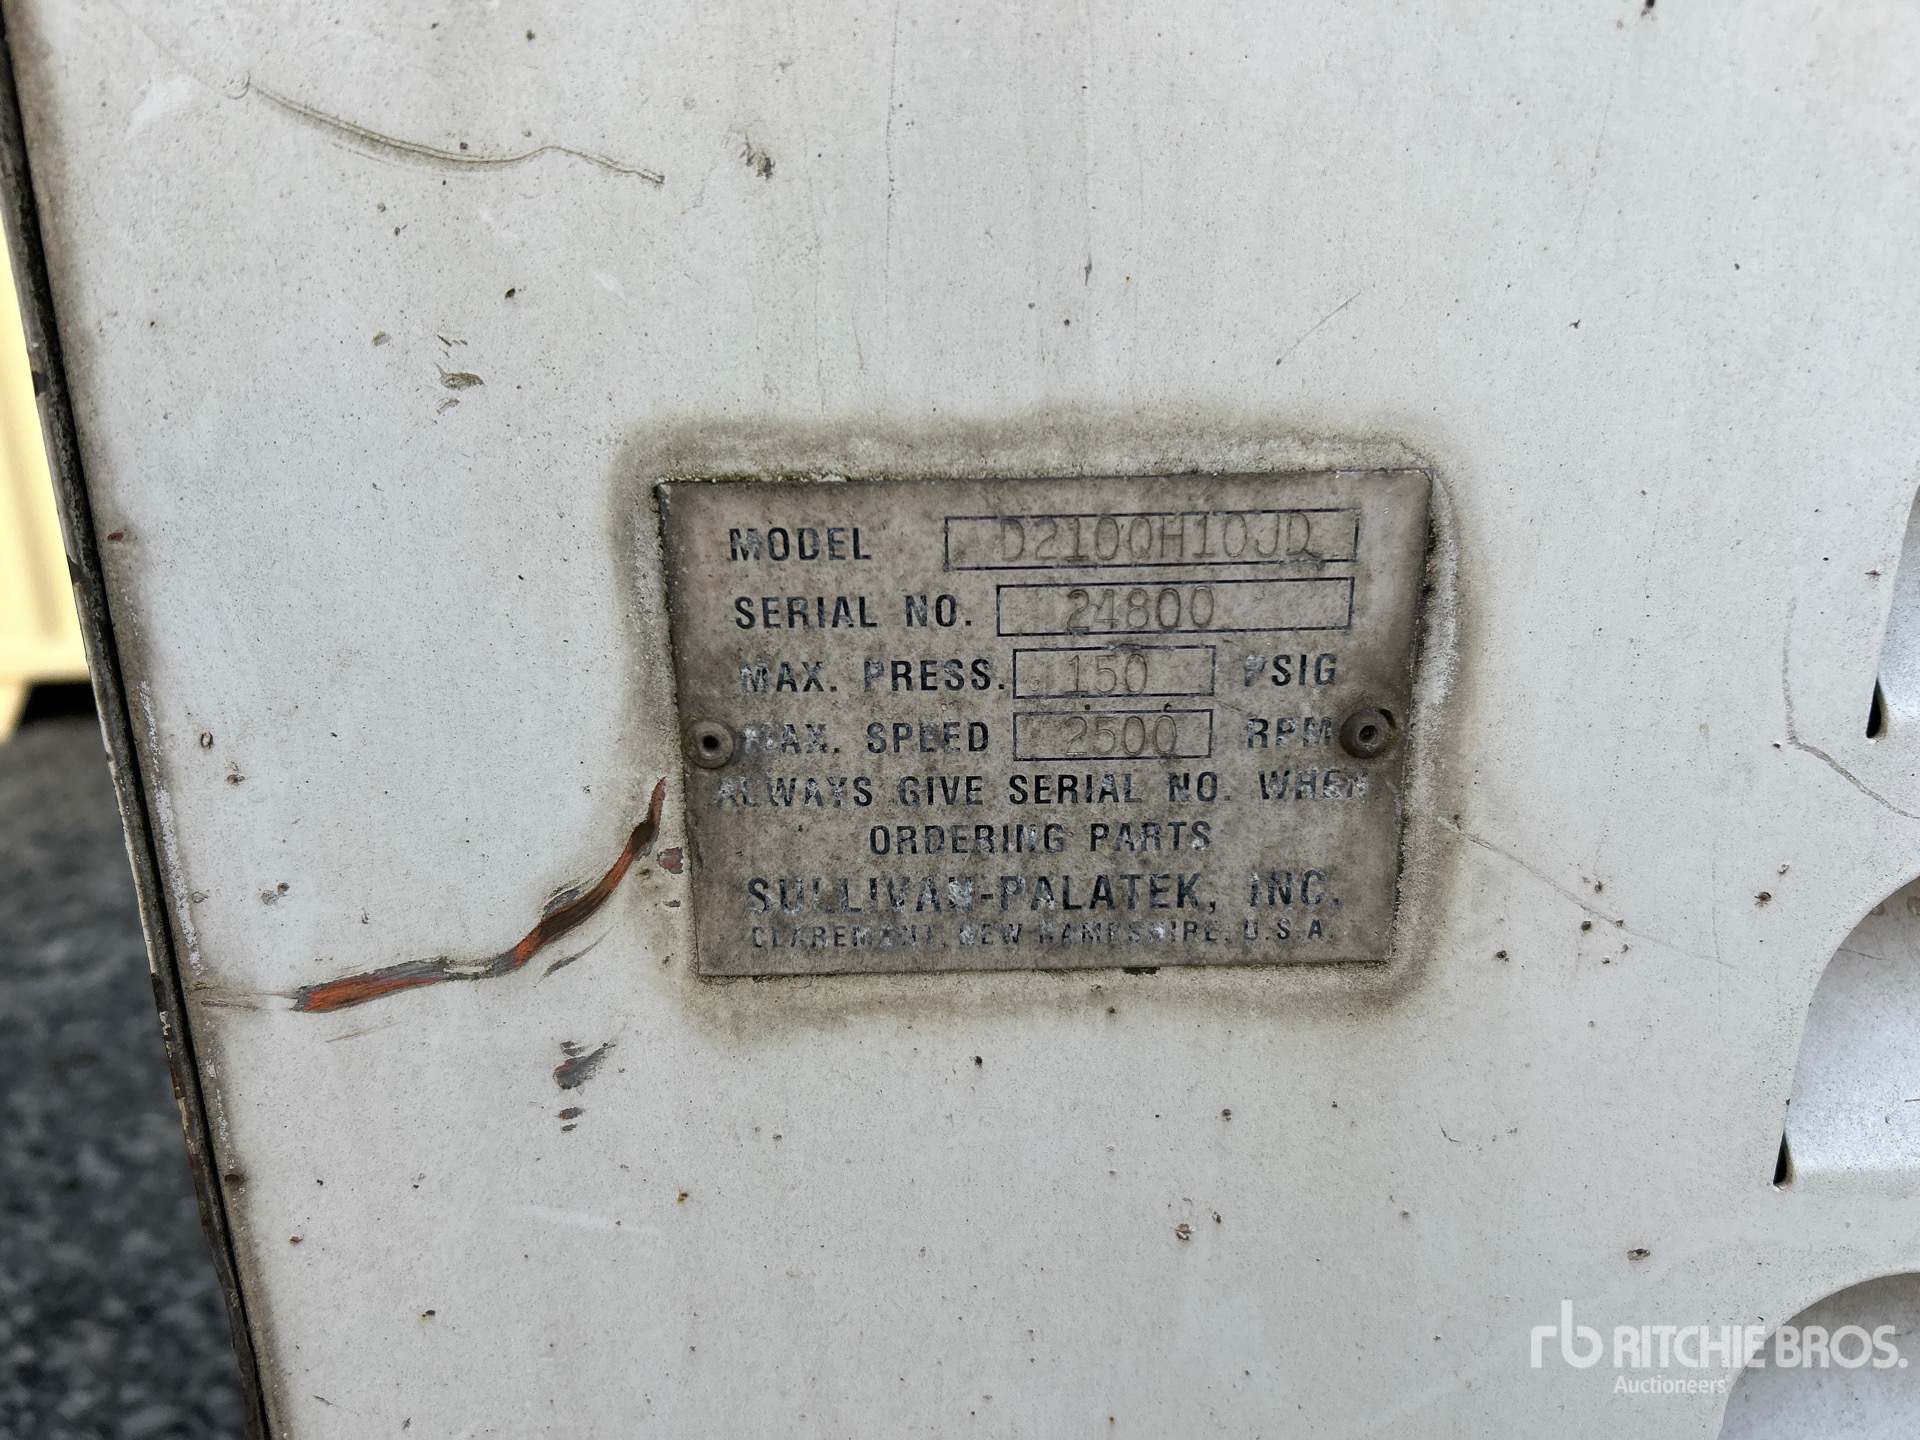 MODEL D210QH10JD
SERIAL NO. 24800
MAX. PRESS. 150 PSIG
MAX. SPEED 2500 RPM
ALWAYS GIVE SERIAL NO. WHEN
ORDERING PARTS
SULLIVAN-PALATEK, INC.
CLAREMONT, NEW HAMPSHIRE, U.S.A.
rb RITCHIE BROS.
Auctioneers